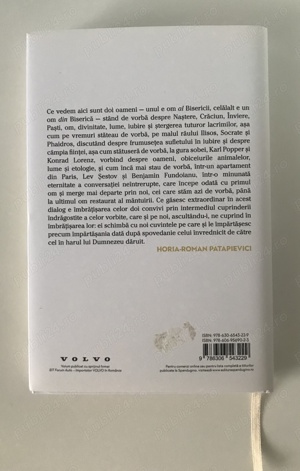 Ce vedem aici sunt doi oameni — unul e om al Bisericii, celălalt e un
om din Biserică — stând de vorbă despre Naștere, Crăciun, Înviere,
Paști, om, divinitate, lume, iubire și ștergerea tuturor lacrimilor, așa
cum pe vremuri stăteau de vorbă, pe malul râului Ilisos, Socrate și
Phaidros, discutând despre frumusețea sufletului în iubire și despre
câmpia ființei, așa cum stătuseră de vorbă, la gura sobei, Karl Popper și
Konrad Lorenz, vorbind despre oameni, obiceiurile animalelor,
lume și etologie, și cum încă mai stau de vorbă, într-un apartament
din Paris, Lev Șestov și Benjamin Fundoianu, într-o minunată
eternitate a conversației neîntrerupte, care începe odată cu primul
om și merge mai departe prin noi, cei care stăm azi de vorbă, până
la ultimul om restaurat al mântuirii. Ce găsesc extraordinar în acest
dialog e îmbrățișarea celor doi convivi prin intermediul cuprinderii
îndrăgostite a celor vorbite, care și pe noi, ascultându-i, ne cuprind în
îmbrățișarea lor: ei schimbă cu noi cuvintele pe care și le împărtășesc
precum împărtășania dată după spovedanie celui învrednicit de către
cel în harul lui Dumnezeu dăruit.
HORIA-ROMAN PATAPIEVICI
VOLVO
9 786306 543229